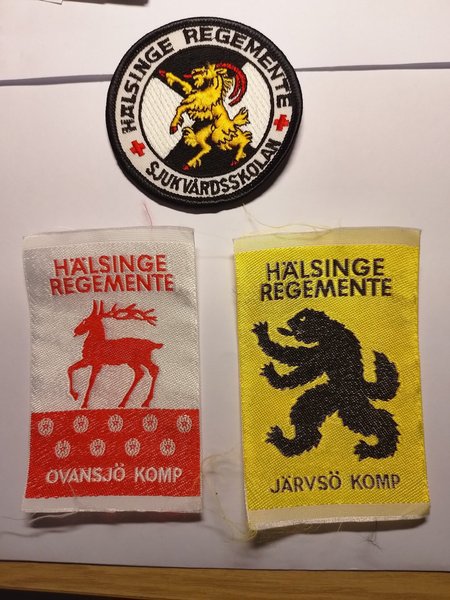 HÄLSINGE REGEMENTE
SJUKVÅRDSSKOLAN
HÄLSINGE
REGEMENTE
OVANSJÖ KOMP
HÄLSINGE
REGEMENTE
JÄRVSÖ KOMP